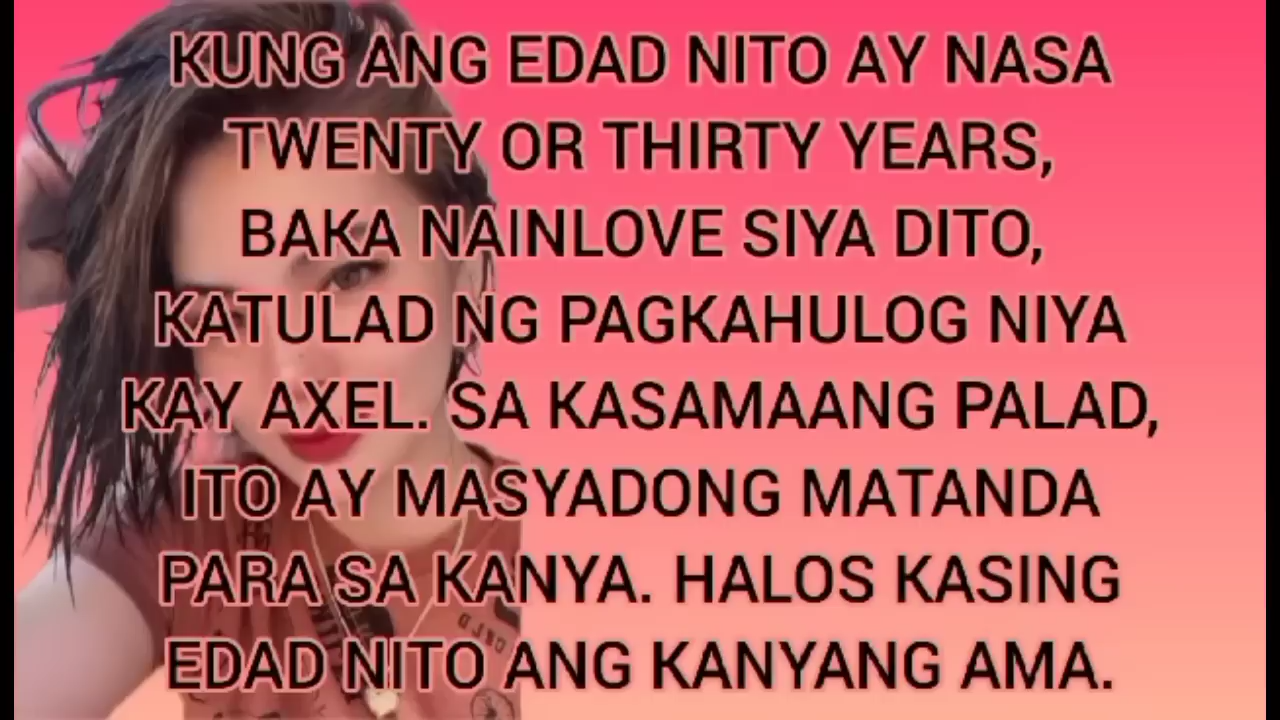 KUNG ANG EDAD NITO AY NASA
TWENTY OR THIRTY YEARS,
BAKA NAINLOVE SIYA DITO,
KATULAD NG PAGKAHULOG NIYA
KAY AXEL. SA KASAMAANG PALAD,
ITO AY MASYADONG MATANDA
PARA SA KANYA. HALOS KASING
EDAD NITO ANG KANYANG AMA.